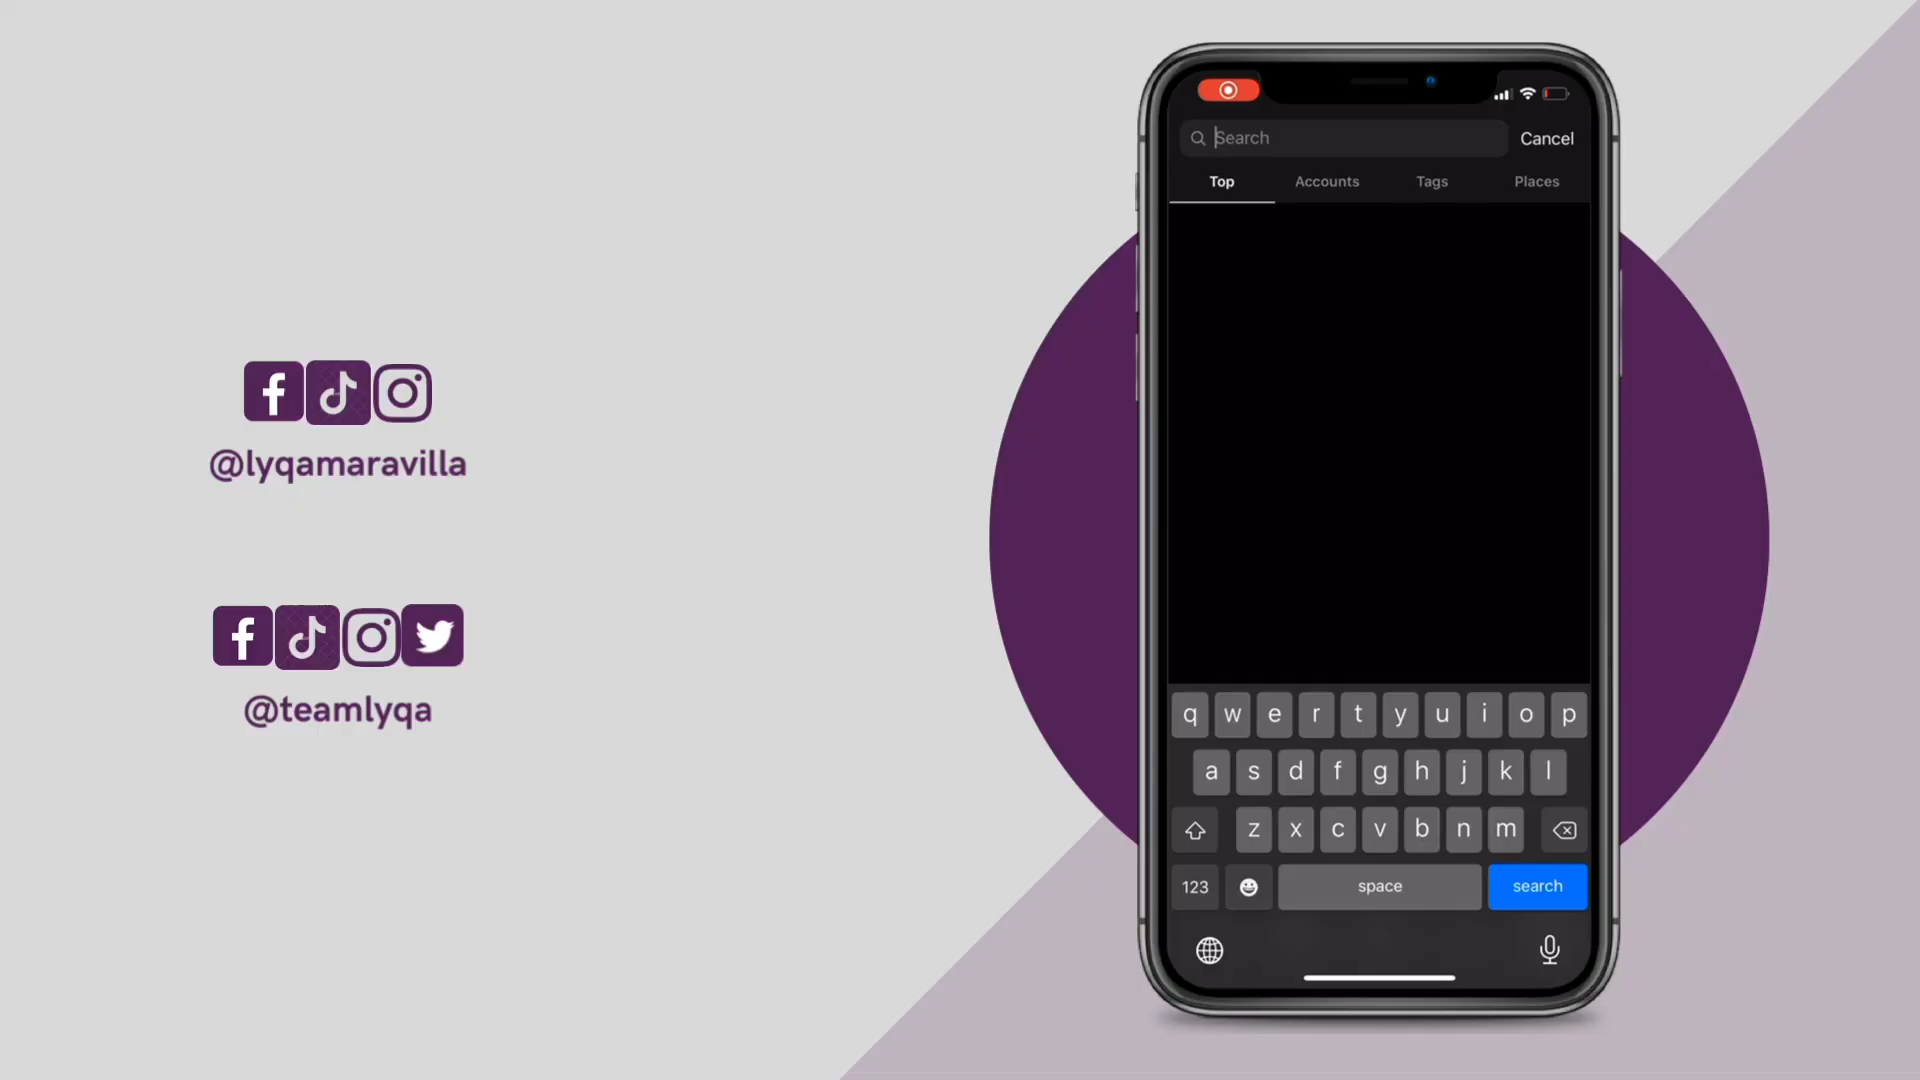 @lyqamaravilla
@teamlyqa
Search Cancel
Top Accounts Tags Places
q w e r t y u i o p
a s d f g h j k l
z x c v b n m
123 space search